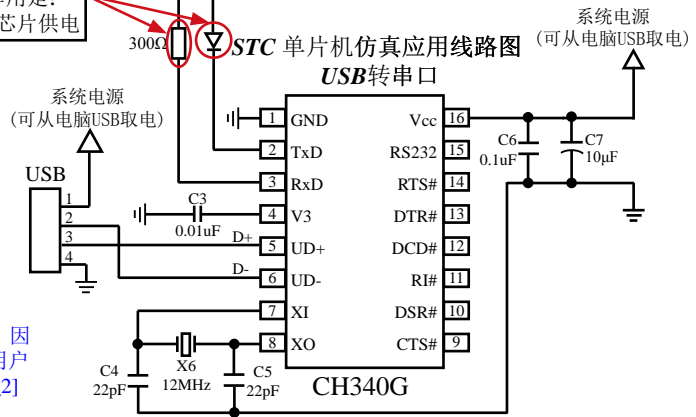 芯片供电
300Ω
STC 单片机仿真应用线路图
USB转串口
系统电源
(可从电脑USB取电)
系统电源
(可从电脑USB取电)
USB
1
2
3
4
C3
0.01uF
D+
D-
1 GND
2 TxD
3 RxD
4 V3
5 UD+
6 UD-
7 XI
8 XO
Vcc 16
RS232 15
RTS# 14
DTR# 13
DCD# 12
RI# 11
DSR# 10
CTS# 9
C6
0.1uF
C7
10μF
C4
22pF
X6
12MHz
C5
22pF
CH340G
因
用户
2]